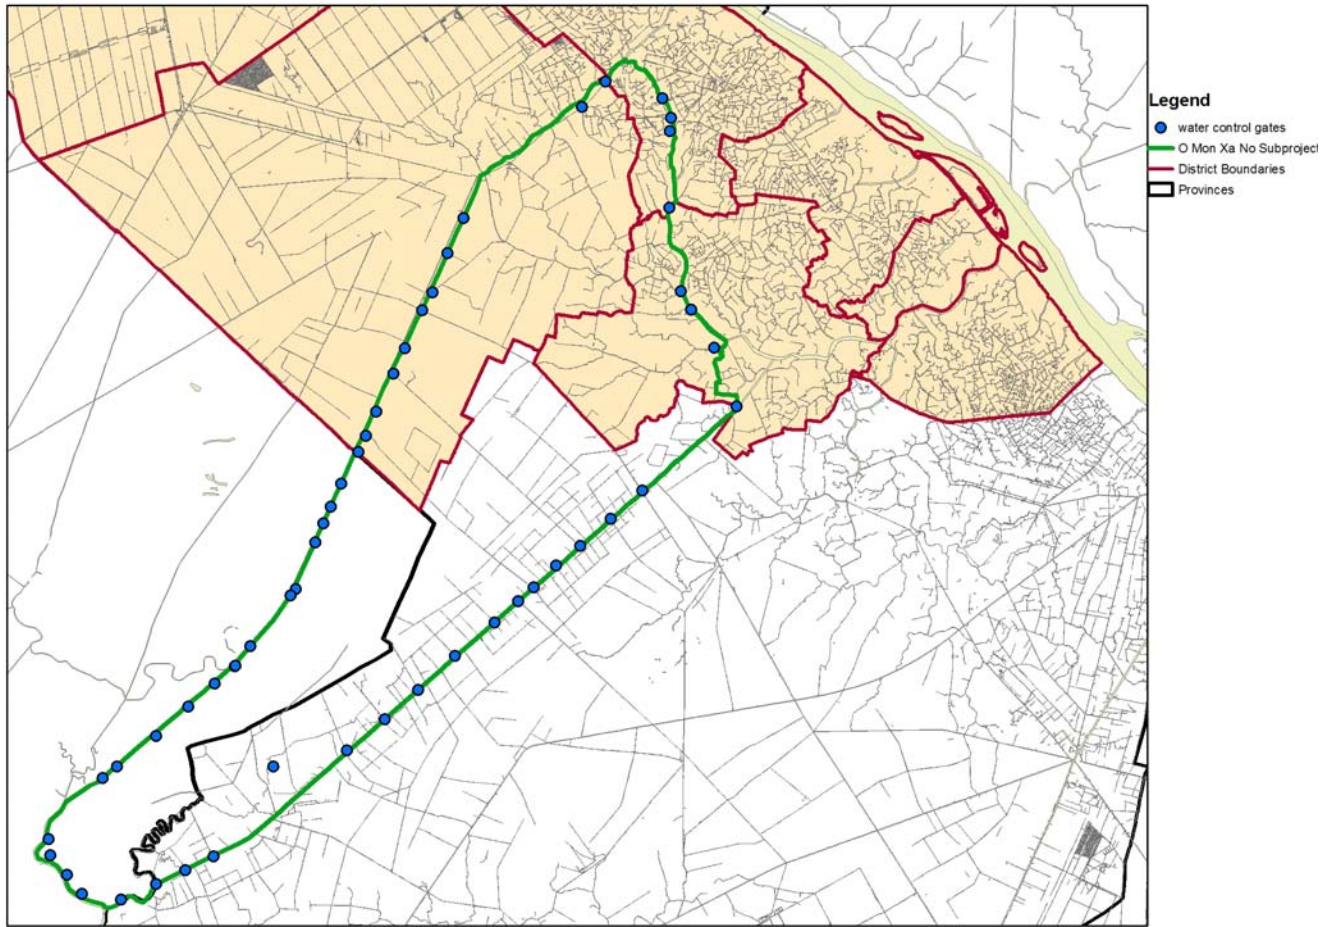 Legend
water control gates
O Mon Xa No Subproject
District Boundaries
Provinces